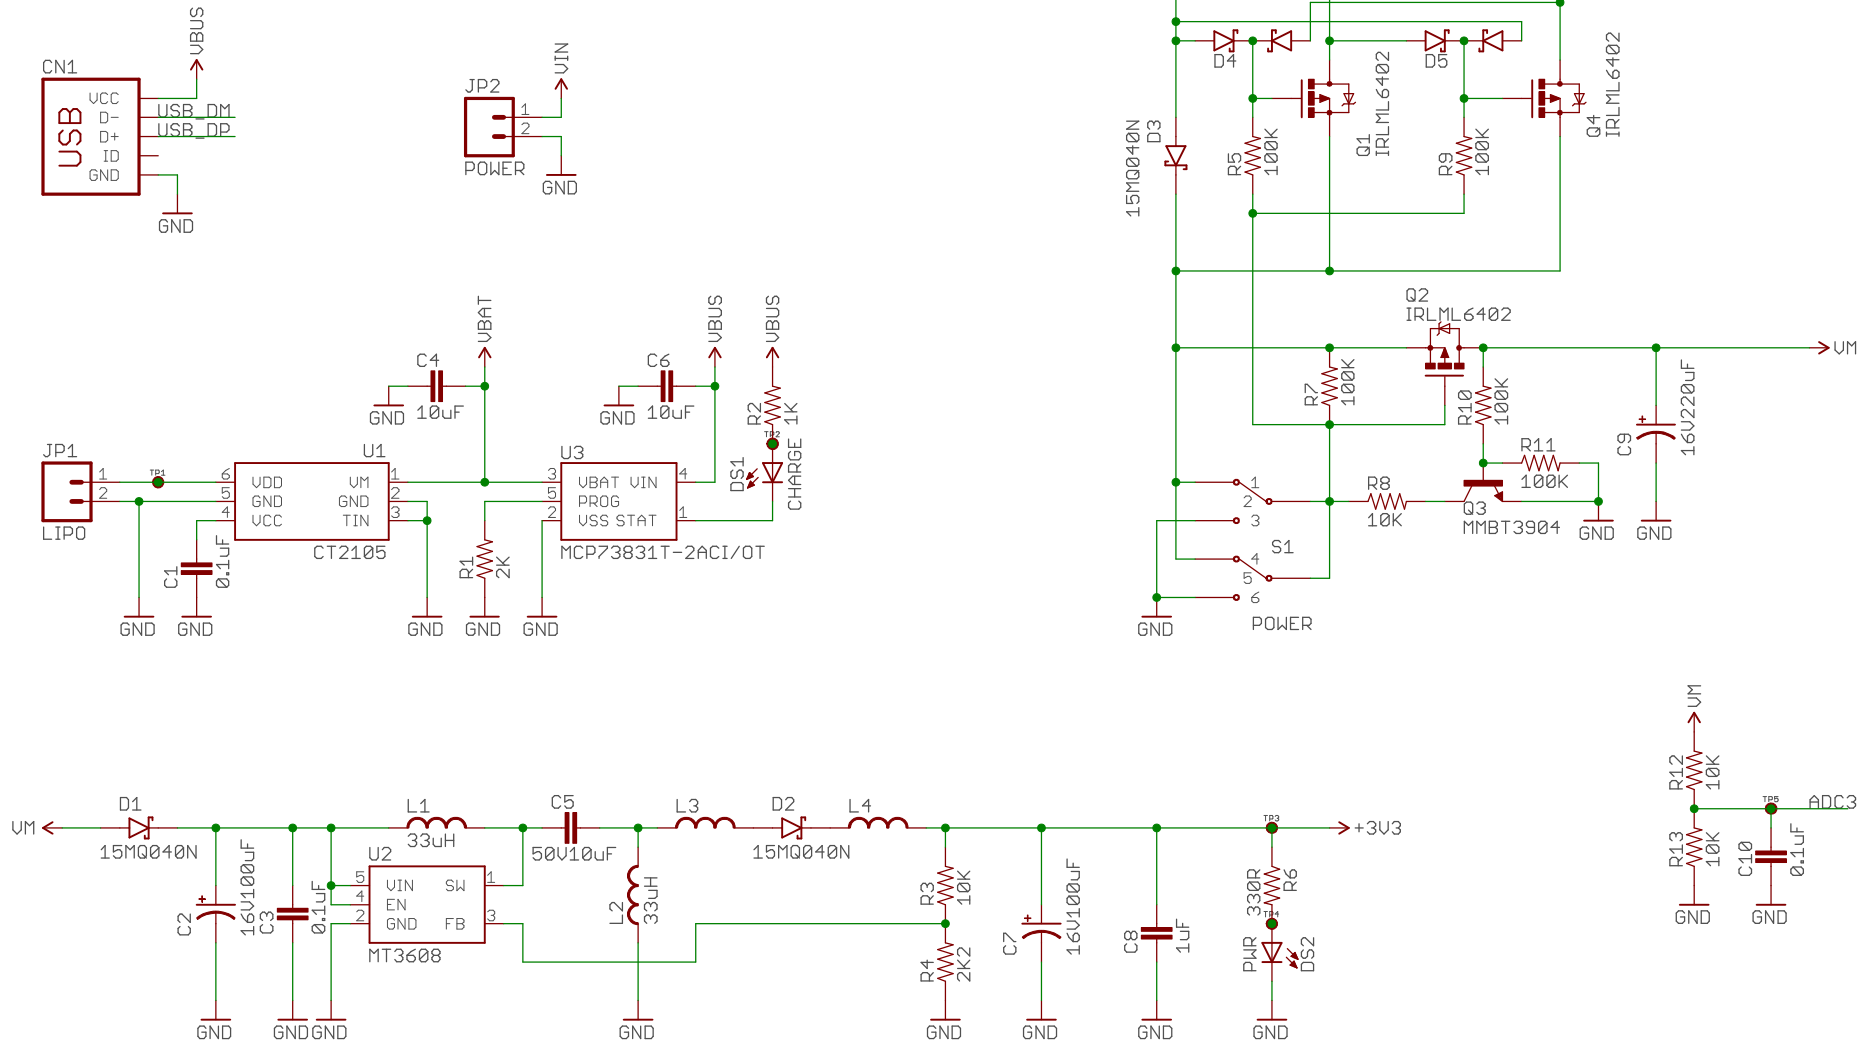 CN1
VBUS
USB
VCC
D-
D+
ID
GND
USB_DM
USB_DP
GND
JP2
VIN
1
2
POWER
GND
D4
D5
D3
15MQ040N
R5
100K
Q1
IRLML6402
R9
100K
Q4
IRLML6402
Q2
IRLML6402
VM
R7
100K
R10
100K
C9
16V220uF
R11
100K
R8
10K
Q3
MMBT3904
GND
GND
1
2
3
S1
4
5
6
GND
POWER
VBAT
VBUS
VBUS
C4
10uF
GND
C6
10uF
GND
R2
1K
TP2
DS1
CHARGE
JP1
1
2
LIPO
TP1
U1
6
5
4
VDD
GND
VCC
VM
GND
TIN
1
2
3
CT2105
C1
0.1uF
GND
GND
GND
U3
3
5
2
VBAT
VIN
PROG
VSS
STAT
4
1
MCP73831T-2ACI/OT
R1
2K
GND
GND
VM
D1
15MQ040N
C2
16V100uF
C3
0.1uF
L1
33uH
U2
5
4
2
VIN
EN
GND
SW
FB
1
3
MT3608
C5
50V10uF
L2
33uH
L3
D2
15MQ040N
L4
R3
10K
R4
2K2
C7
16V100uF
C8
1uF
TP3
+3V3
330R
R6
TP4
PWR
DS2
GND
GND
GND
GND
GND
GND
GND
GND
VM
R12
10K
TP5
ADC3
R13
10K
C10
0.1uF
GND
GND